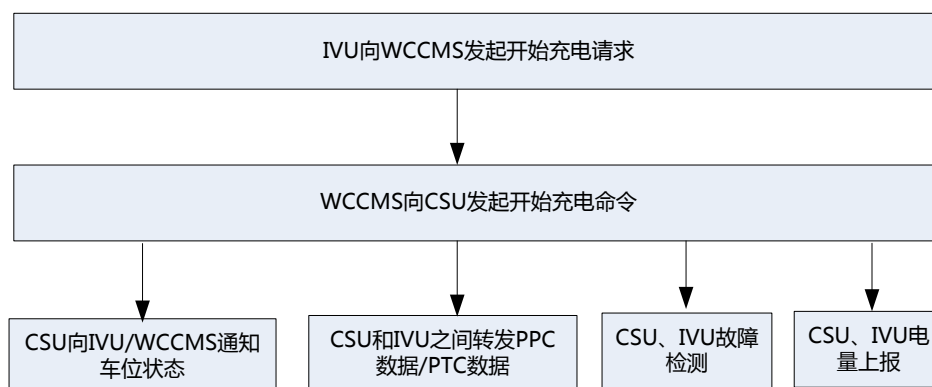 IVU向WCCMS发起开始充电请求
WCCMS向CSU发起开始充电命令
CSU向IVU/WCCMS通知
车位状态
CSU和IVU之间转发PPC
数据/PTC数据
CSU、IVU故障
检测
CSU、IVU电
量上报